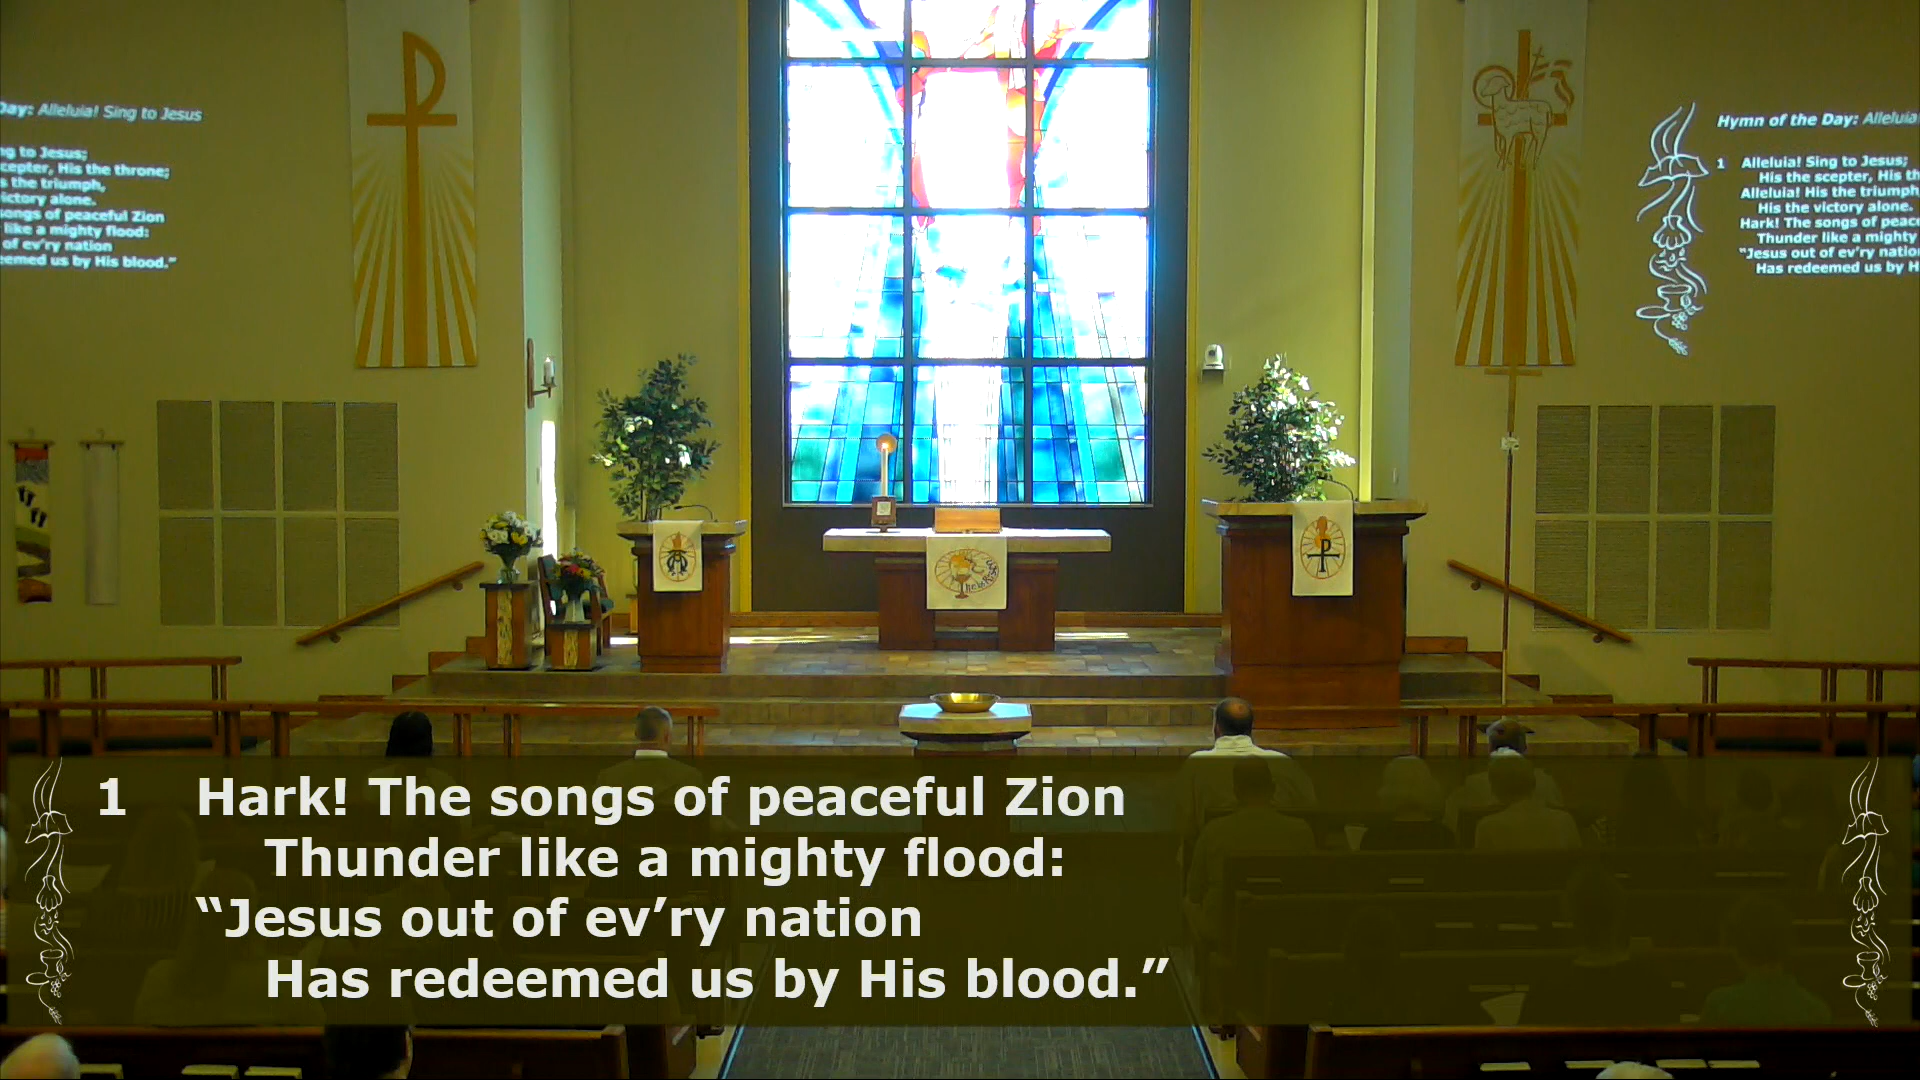 Day: Alleluia! Sing to Jesus
ng to Jesus;
scepter, His the throne;
s the triumph,
victory alone.
songs of peaceful Zion
like a mighty flood:
of ev'ry nation
eemed us by His blood.”
Hymn of the Day: Alleluia
1 Alleluia! Sing to Jesus;
His the scepter, His th
Alleluia! His the triumph,
His the victory alone.
Hark! The songs of peace
Thunder like a mighty
“Jesus out of ev'ry natio
Has redeemed us by H
1 Hark! The songs of peaceful Zion
Thunder like a mighty flood:
“Jesus out of ev’ry nation
Has redeemed us by His blood.”